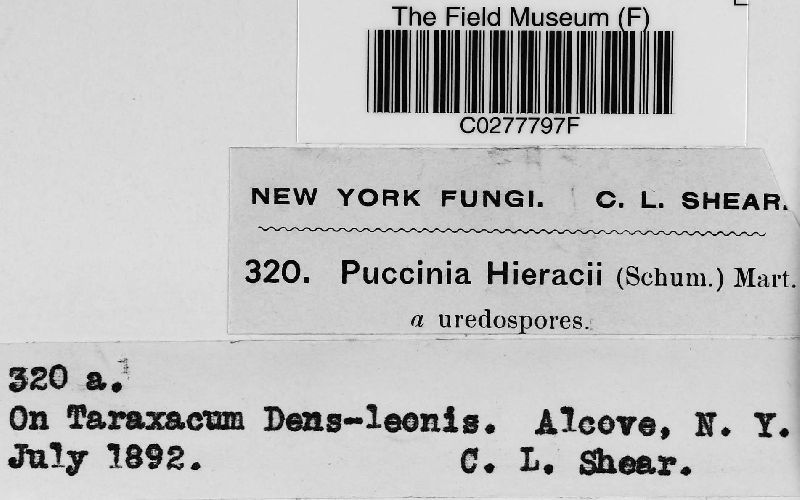 The Field Museum (F)
C0277797F
NEW YORK FUNGI. C. L. SHEAR.
320. Puccinia Hieracii (Schum.) Mart.
a uredospores.
320 a.
On Taraxacum Dens-leonis. Alcove, N. Y.
July 1892. C. L. Shear.